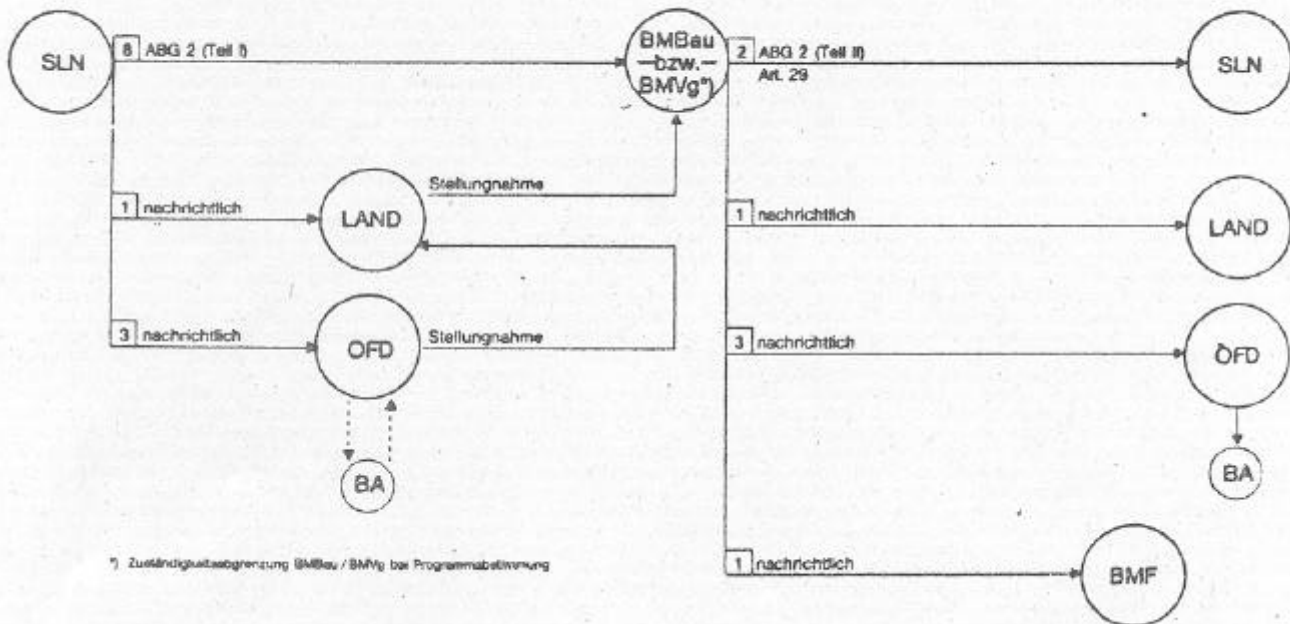 SLN
8 ABG 2 (Teil I)
BMBau
bzw.
BMVg*)
2 ABG 2 (Teil II)
Art. 29
SLN
1 nachrichtlich
LAND
Stellungnahme
1 nachrichtlich
LAND
3 nachrichtlich
OFD
Stellungnahme
3 nachrichtlich
OFD
BA
BA
*) Zuständigkeitsabgrenzung BMBau / BMVg bei Programmabstimmung
1 nachrichtlich
BMF